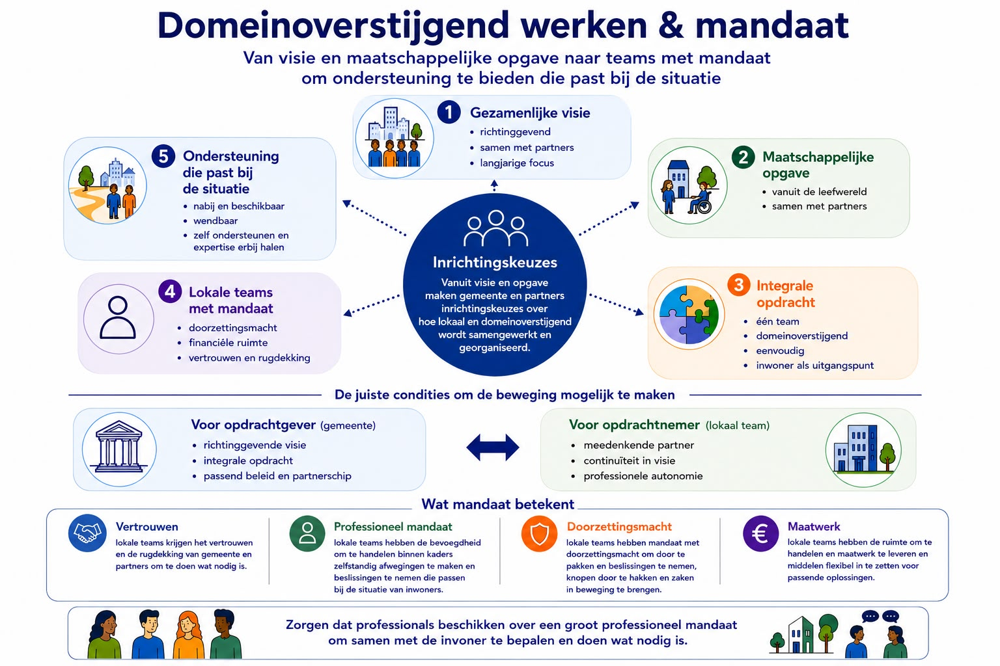 Domeinoverstijgend werken & mandaat
Van visie en maatschappelijke opgave naar teams met mandaat
om ondersteuning te bieden die past bij de situatie
1 Gezamenlijke visie
• richtinggevend
• samen met partners
• langjarige focus
2 Maatschappelijke
opgave
• vanuit de leefwereld
• samen met partners
3 Integrale
opdracht
• één team
• domeinoverstijgend
• eenvoudig
• inwoner als uitgangspunt
4 Lokale teams
met mandaat
• doorzettingsmacht
• financiéle ruimte
• vertrouwen en rugdekking
5 Ondersteuning
die past bij
de situatie
• nabij en beschikbaar
• wendbaar
• zelf ondersteunen en
expertise erbij halen
Inrichtingskeuzes
Vanuit visie en opgave
maken gemeente en partners
inrichtingskeuzes over
hoe lokaal en domeinoverstijgend
wordt samengewerkt en
georganiseerd.
De juiste condities om de beweging mogelijk te maken
Voor opdrachtgever (gemeente)
• richtinggevende visie
• integrale opdracht
• passend beleid en partnerschip
Voor opdrachtnemer (lokaal team)
• meedenkende partner
• continuïteit in visie
• professionele autonomie
Wat mandaat betekent
Vertrouwen
lokale teams krijgen het vertrouwen
en de rugdekking van gemeente en
partners om te doen wat nodig is.
Professioneel mandaat
lokale teams hebben de bevoegdheid
om te handelen binnen kaders
zelfstandig afwegingen te maken en
beslissingen te nemen die passen
bij de situatie van inwoners.
Doorzettingsmacht
lokale teams hebben mandaat met
doorzettingsmacht om door te
pakken en beslissingen te nemen,
knopen door te hakken en zaken
in beweging te brengen.
€ Maatwerk
lokale teams hebben de ruimte om te
handelen en maatwerk te leveren en
middelen flexibel in te zetten voor
passende oplossingen.
Zorgen dat professionals beschikken over een groot professioneel mandaat
om samen met de invoner te bepalen en doen wat nodig is.